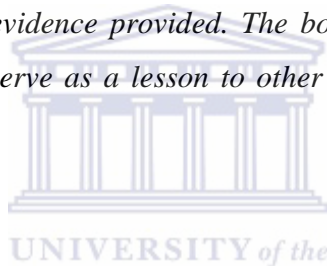 evidence provided. The bo
erve as a lesson to other
UNIVERSITY of the